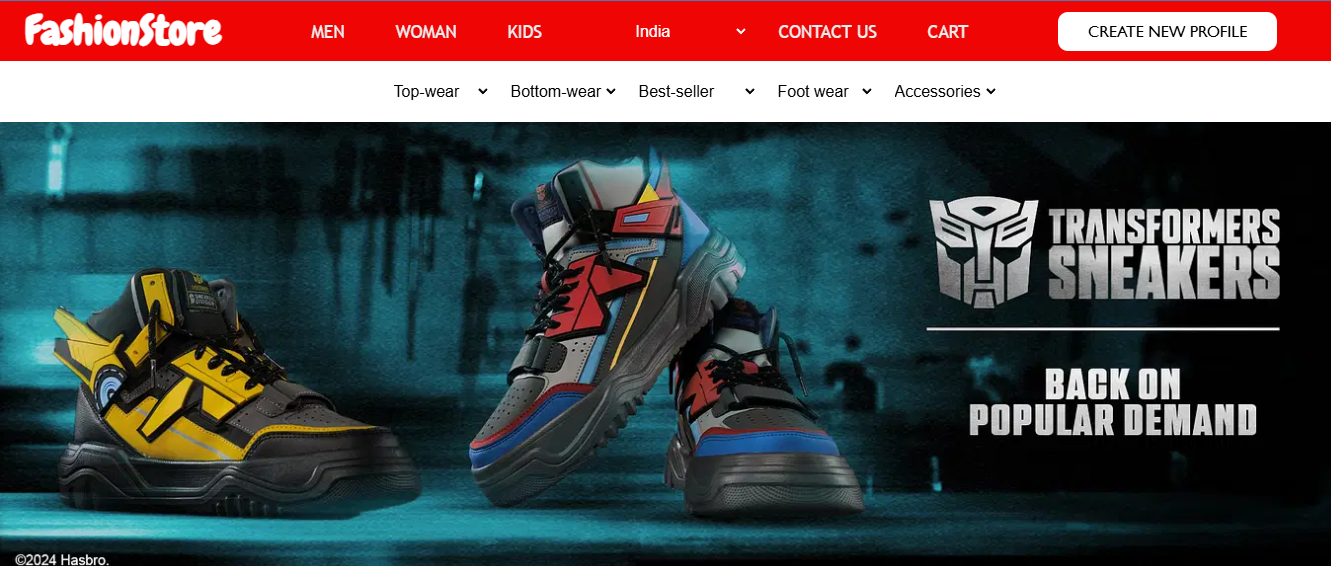 FashionStore MEN WOMAN KIDS India CONTACT US CART CREATE NEW PROFILE
Top-wear Bottom-wear Best-seller Foot wear Accessories
TRANSFORMERS
SNEAKERS
BACK ON
POPULAR DEMAND
©2024 Hasbro.